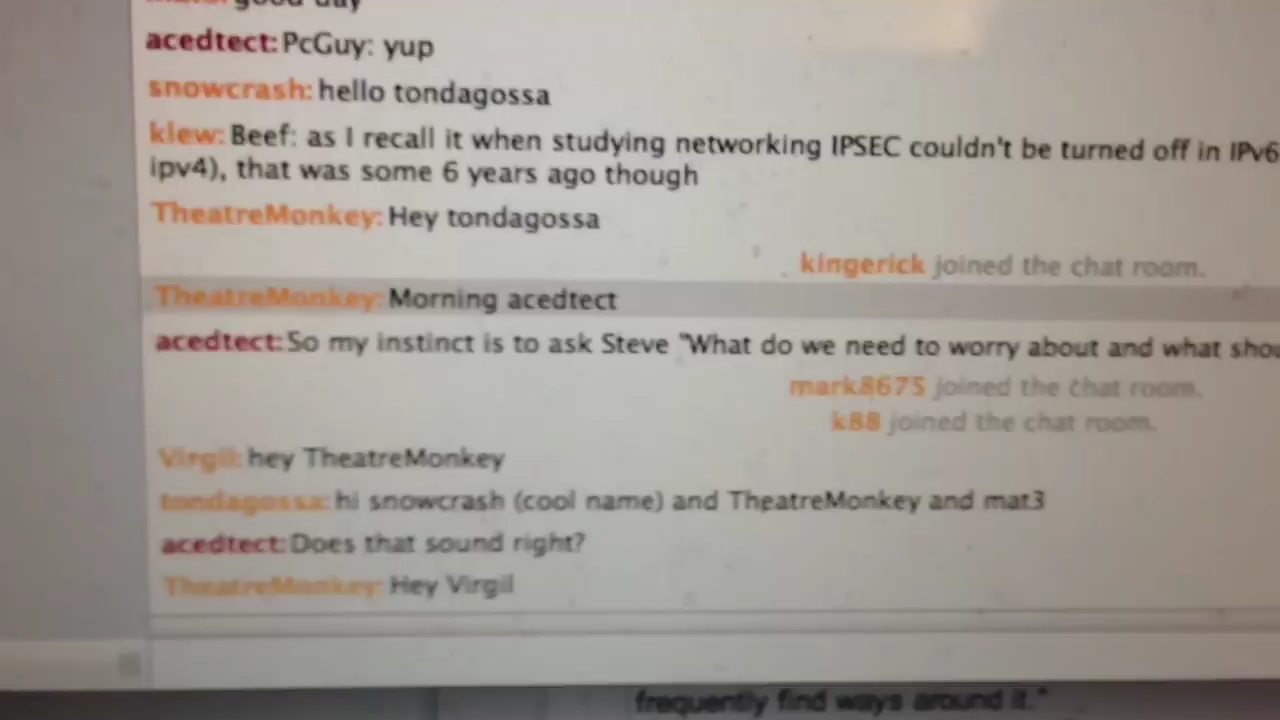 good day
acedtect: PcGuy: yup
snowcrash: hello tondagossa
klew: Beef: as I recall it when studying networking IPSEC couldn't be turned off in IPv6
ipv4), that was some 6 years ago though
TheatreMonkey: Hey tondagossa
kingerick joined the chat room.
TheatreMonkey: Morning acedtect
acedtect: So my instinct is to ask Steve "What do we need to worry about and what shou
mark8675 joined the chat room.
k88 joined the chat room.
Virgil: hey TheatreMonkey
tondagossa: hi snowcrash (cool name) and TheatreMonkey and mat3
acedtect: Does that sound right?
TheatreMonkey: Hey Virgil
frequently find ways around it."